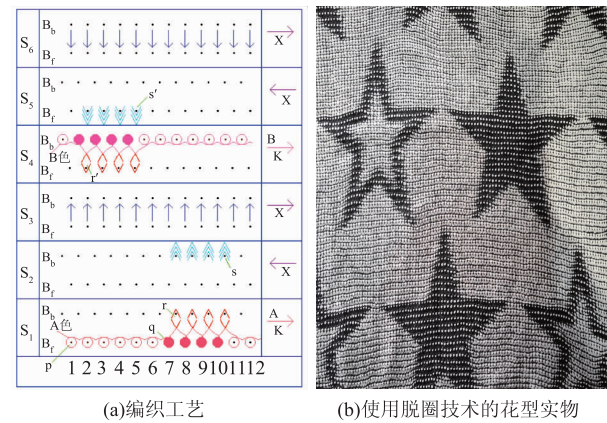 S6 Bb Bf X
S5 Bb Bf s′ X
S4 Bb Bf B色 r′ B K
S3 Bb Bf X
S2 Bb Bf s X
S1 Bb Bf A色 p q r A K
1 2 3 4 5 6 7 8 9 10 11 12
(a)编织工艺
(b)使用脱圈技术的花型实物